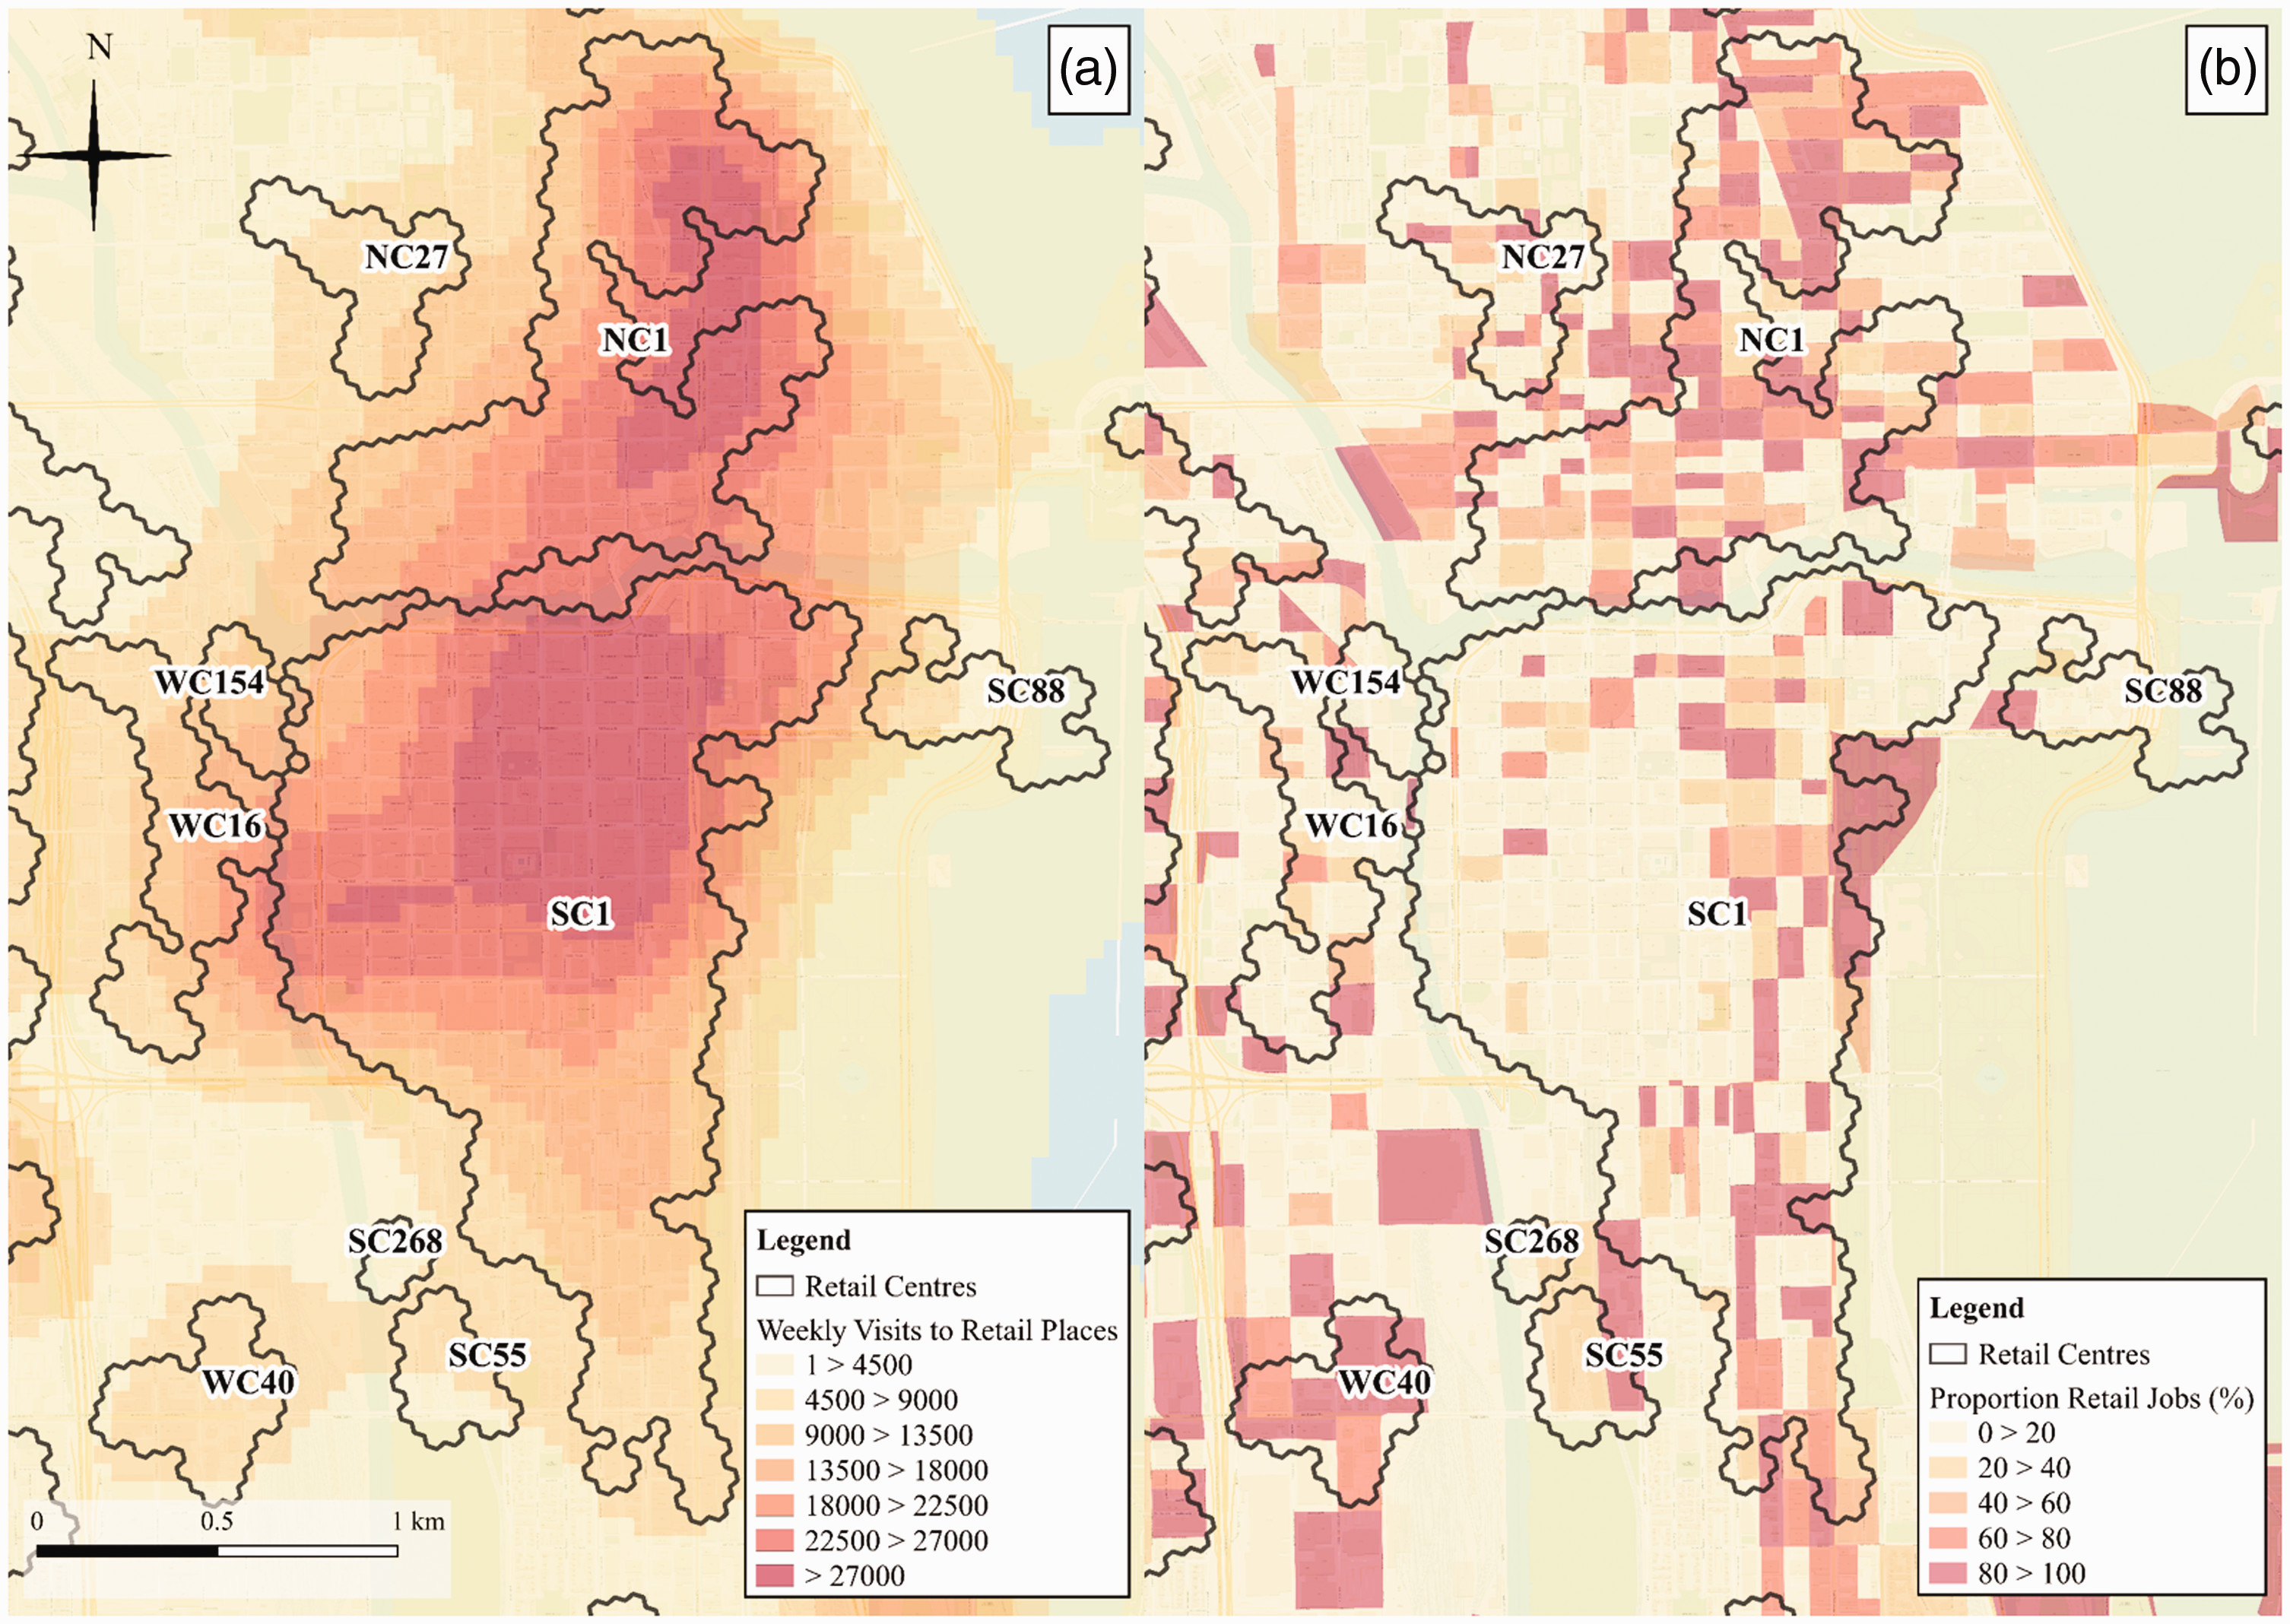 N
(a)
NC27
NC1
WC154
SC88
WC16
SC1
SC268
SC55
WC40
0 0.5 1 km
Legend
Retail Centres
Weekly Visits to Retail Places
1 > 4500
4500 > 9000
9000 > 13500
13500 > 18000
18000 > 22500
22500 > 27000
> 27000
(b)
NC27
NC1
WC154
SC88
WC16
SC1
SC268
SC55
WC40
Legend
Retail Centres
Proportion Retail Jobs (%)
0 > 20
20 > 40
40 > 60
60 > 80
80 > 100